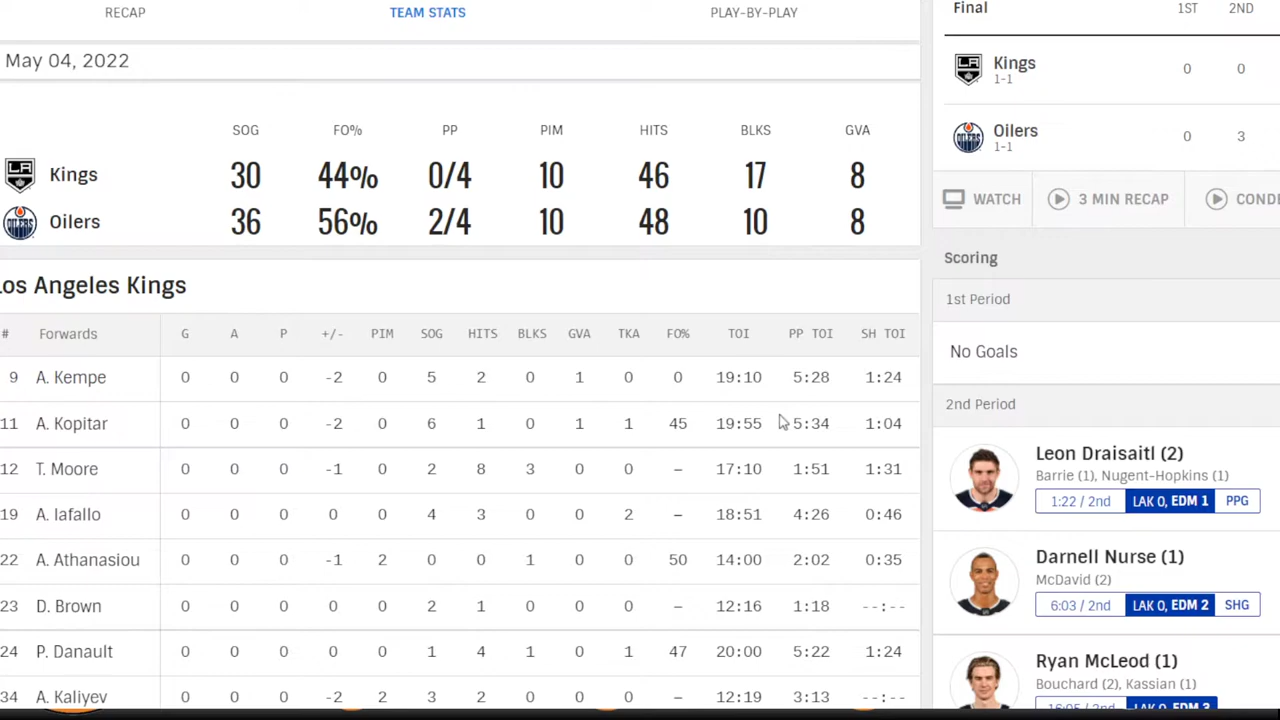 RECAP TEAM STATS PLAY-BY-PLAY
May 04, 2022
SOG FO% PP PIM HITS BLKS GVA
Kings 30 44% 0/4 10 46 17 8
Oilers 36 56% 2/4 10 48 10 8
os Angeles Kings
# Forwards G A P +/- PIM SOG HITS BLKS GVA TKA FO% TOI PP TOI SH TOI
9 A. Kempe 0 0 0 -2 0 5 2 0 1 0 0 19:10 5:28 1:24
11 A. Kopitar 0 0 0 -2 0 6 1 0 1 1 45 19:55 5:34 1:04
12 T. Moore 0 0 0 -1 0 2 8 3 0 0 – 17:10 1:51 1:31
19 A. Iafallo 0 0 0 0 0 4 3 0 0 2 – 18:51 4:26 0:46
22 A. Athanasiou 0 0 0 -1 2 0 0 1 0 0 50 14:00 2:02 0:35
23 D. Brown 0 0 0 0 0 2 1 0 0 0 – 12:16 1:18 --:--
24 P. Danault 0 0 0 0 0 1 4 1 0 1 47 20:00 5:22 1:24
34 A. Kaliyev 0 0 0 -2 2 3 2 0 0 0 – 12:19 3:13 --:--
Final 1ST 2ND
Kings 0 0
1-1
Oilers 0 3
1-1
WATCH 3 MIN RECAP COND
Scoring
1st Period
No Goals
2nd Period
Leon Draisaitl (2)
Barrie (1), Nugent-Hopkins (1)
1:22 / 2nd LAK 0, EDM 1 PPG
Darnell Nurse (1)
McDavid (2)
6:03 / 2nd LAK 0, EDM 2 SHG
Ryan McLeod (1)
Bouchard (2), Kassian (1)
16:05 / 2nd LAK 0, EDM 3